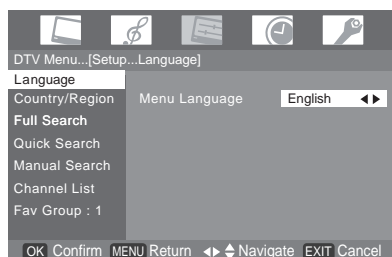 DTV Menu...[Setup...Language]
Language
Country/Region Menu Language English ◀▶
Full Search
Quick Search
Manual Search
Channel List
Fav Group : 1
OK Confirm MENU Return ◀▶ ▲▼ Navigate EXIT Cancel